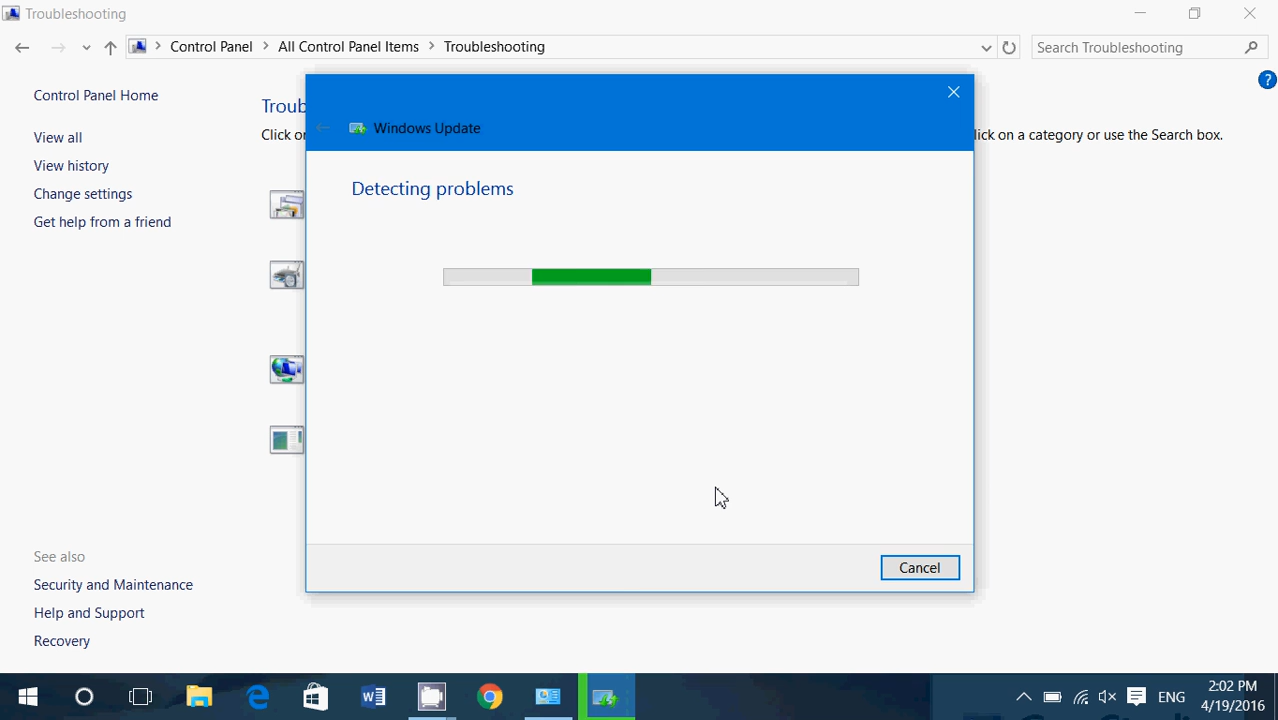 Troubleshooting
Control Panel > All Control Panel Items > Troubleshooting
Search Troubleshooting
Control Panel Home
View all
View history
Change settings
Get help from a friend
Troub
Click or
lick on a category or use the Search box.
Windows Update
Detecting problems
Cancel
See also
Security and Maintenance
Help and Support
Recovery
ENG
2:02 PM
4/19/2016